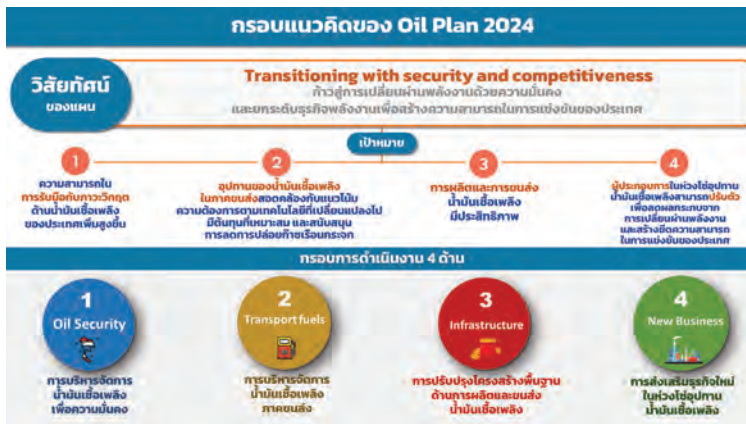 กรอบแนวคิดของ Oil Plan 2024
วิสัยทัศน์
ของแผน
Transitioning with security and competitiveness
ก้าวสู่การเปลี่ยนผ่านพลังงานด้วยความมั่นคง
และยกระดับธุรกิจพลังงานเพื่อสร้างความสามารถในการแข่งขันของประเทศ
เป้าหมาย
1
ความสามารถใน
การรับมือกับภาวะวิกฤต
ด้านน้ำมันเชื้อเพลิง
ของประเทศเพิ่มสูงขึ้น
2
อุปทานของน้ำมันเชื้อเพลิง
ในภาคขนส่งสอดคล้องกับแนวโน้ม
ความต้องการตามเทคโนโลยีที่เปลี่ยนแปลงไป
มีต้นทุนที่เหมาะสม และสนับสนุน
การลดการปล่อยก๊าซเรือนกระจก
3
การผลิตและการขนส่ง
น้ำมันเชื้อเพลิง
มีประสิทธิภาพ
4
ผู้ประกอบการในห่วงโซ่อุปทาน
น้ำมันเชื้อเพลิงสามารถปรับตัว
เพื่อลดผลกระทบจาก
การเปลี่ยนผ่านพลังงาน
และสร้างขีดความสามารถ
ในการแข่งขันของประเทศ
กรอบการดำเนินงาน 4 ด้าน
1
Oil Security
การบริหารจัดการ
น้ำมันเชื้อเพลิง
เพื่อความมั่นคง
2
Transport fuels
การบริหารจัดการ
น้ำมันเชื้อเพลิง
ภาคขนส่ง
3
Infrastructure
การปรับปรุงโครงสร้างพื้นฐาน
ด้านการผลิตและขนส่ง
น้ำมันเชื้อเพลิง
4
New Business
การส่งเสริมธุรกิจใหม่
ในห่วงโซ่อุปทาน
น้ำมันเชื้อเพลิง